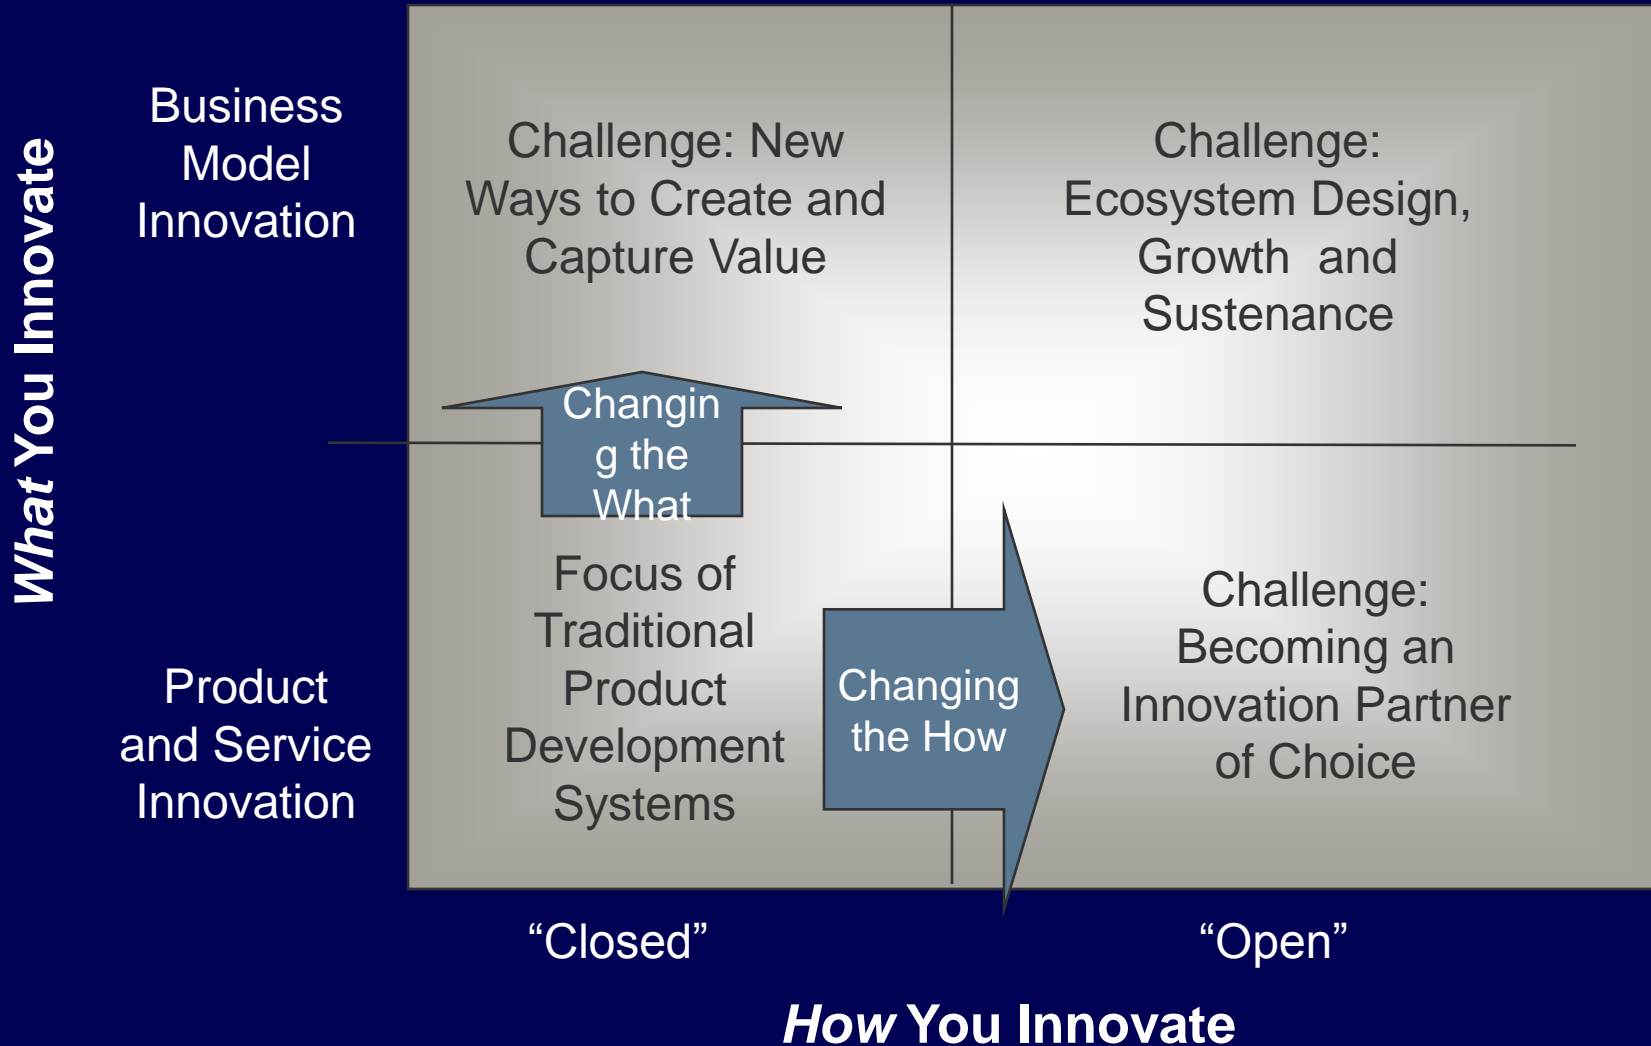 What You Innovate
Business
Model
Innovation
Challenge: New
Ways to Create and
Capture Value
Challenge:
Ecosystem Design,
Growth  and
Sustenance
Changin
g the
What
Product
and Service
Innovation
Focus of
Traditional
Product
Development
Systems
Changing
the How
Challenge:
Becoming an
Innovation Partner
of Choice
“Closed”
“Open”
How You Innovate